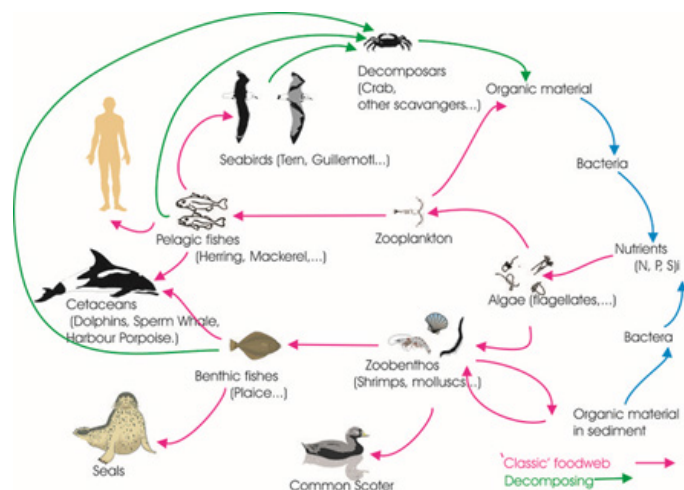 Decomposars
(Crab,
other scavangers...)
Organic material
Seabirds (Tern, Guillemotl...)
Bacteria
Pelagic fishes
(Herring, Mackerel,...)
Zooplankton
Nutrients
(N, P, S)i
Algae (flagellates,...)
Cetaceans
(Dolphins, Sperm Whale,
Harbour Porpoise.)
Bactera
Benthic fishes
(Plaice...)
Zoobenthos
(Shrimps, molluscs...)
Organic material
in sediment
Seals
Common Scoter
'Classic' foodweb
Decomposing